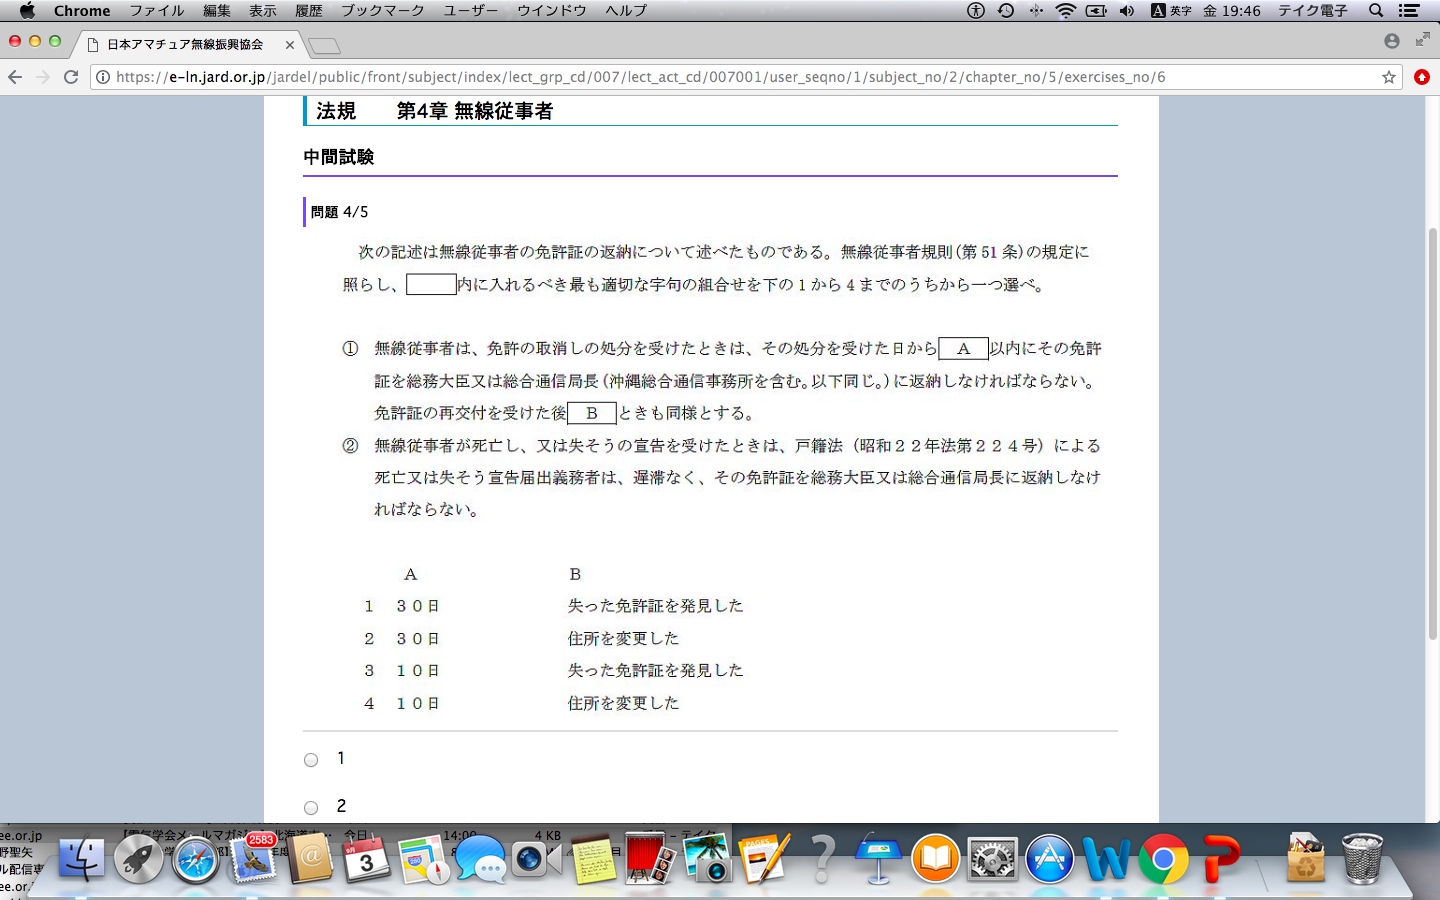 Chrome ファイル 編集 表示 履歴 ブックマーク ユーザー ウインドウ ヘルプ A 英字 金 19:46 テイク電子
日本アマチュア無線振興協会
https://e-ln.jard.or.jp/jardel/public/front/subject/index/lect_grp_cd/007/lect_act_cd/007001/user_seqno/1/subject_no/2/chapter_no/5/exercises_no/6
法規 第4章 無線従事者
中間試験
問題 4/5
次の記述は無線従事者の免許証の返納について述べたものである。無線従事者規則(第 51 条)の規定に
照らし、 内に入れるべき最も適切な字句の組合せを下の 1 から 4 までのうちから一つ選べ。
① 無線従事者は、免許の取消しの処分を受けたときは、その処分を受けた日から A 以内にその免許
証を総務大臣又は総合通信局長(沖縄総合通信事務所を含む。以下同じ。)に返納しなければならない。
免許証の再交付を受けた後 B ときも同様とする。
② 無線従事者が死亡し、又は失そうの宣告を受けたときは、戸籍法(昭和22年法第224号)による
死亡又は失そう宣告届出義務者は、遅滞なく、その免許証を総務大臣又は総合通信局長に返納しなけ
ればならない。
A B
1 30日 失った免許証を発見した
2 30日 住所を変更した
3 10日 失った免許証を発見した
4 10日 住所を変更した
1
2
ee.or.jp 今日 14:00 4 KB
野聖矢
2583
3
PAGES
W